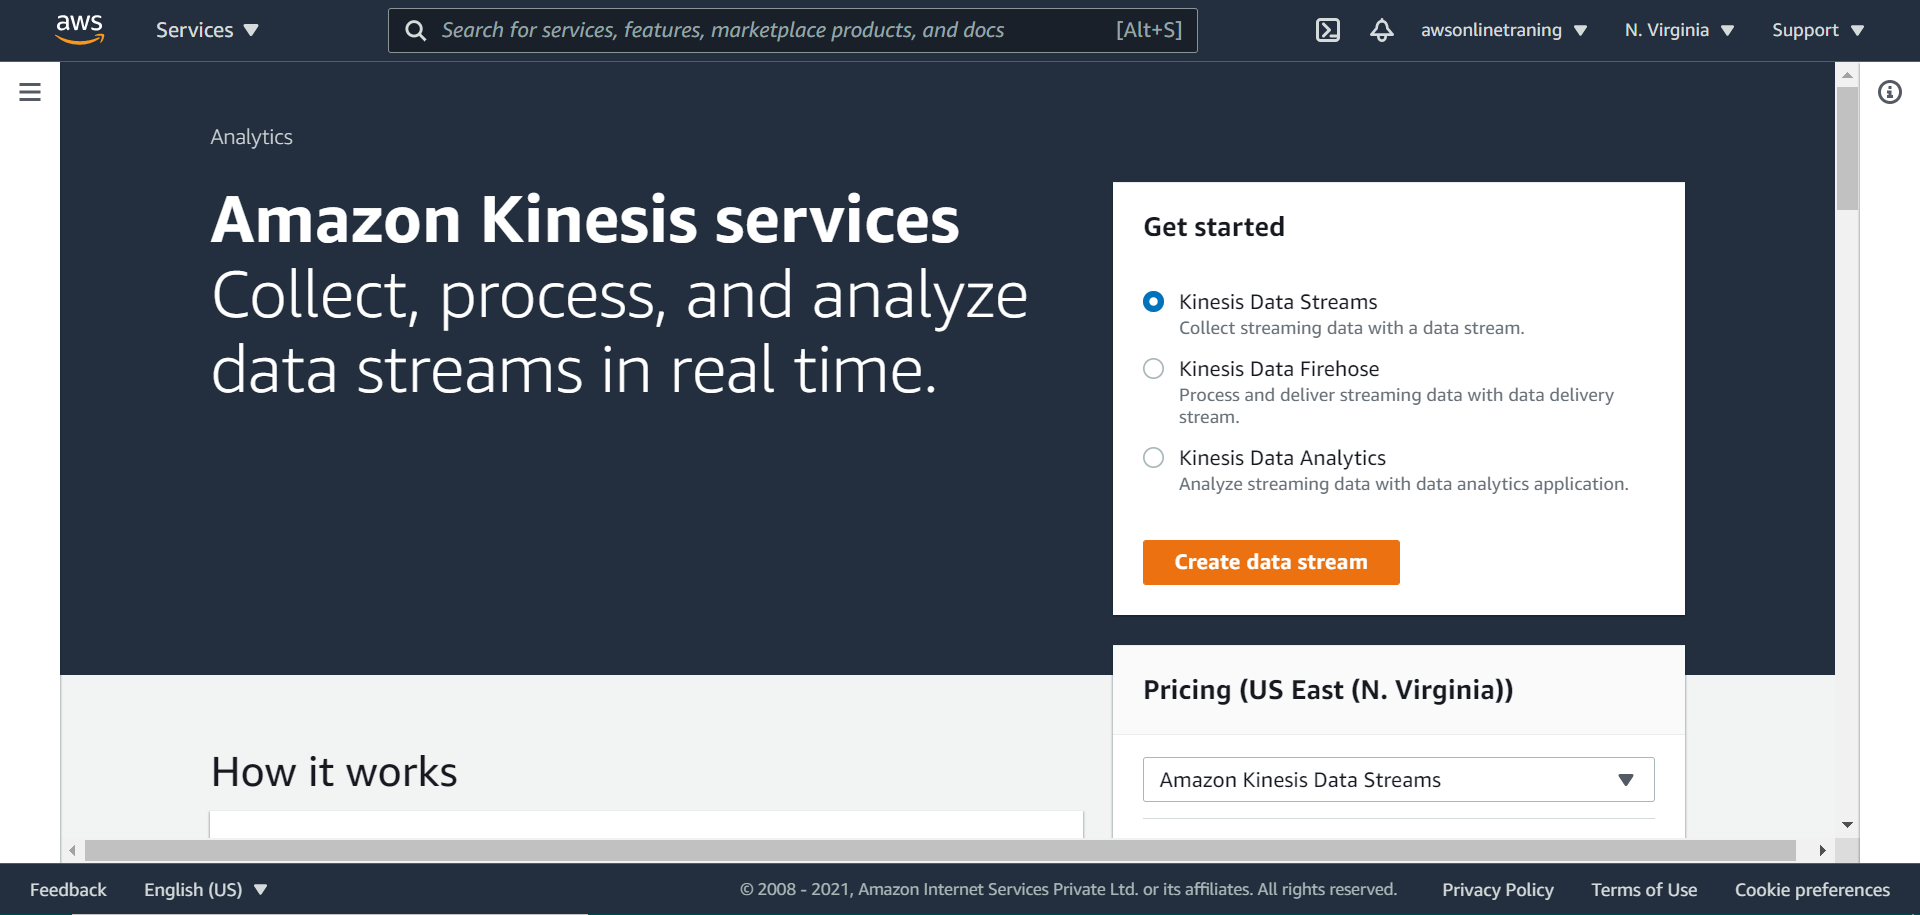 aws
Services
Search for services, features, marketplace products, and docs
[Alt+S]
awsonlinetraning
N. Virginia
Support
Analytics
Amazon Kinesis services
Collect, process, and analyze
data streams in real time.
Get started
Kinesis Data Streams
Collect streaming data with a data stream.
Kinesis Data Firehose
Process and deliver streaming data with data delivery
stream.
Kinesis Data Analytics
Analyze streaming data with data analytics application.
Create data stream
Pricing (US East (N. Virginia))
Amazon Kinesis Data Streams
How it works
Feedback
English (US)
© 2008 - 2021, Amazon Internet Services Private Ltd. or its affiliates. All rights reserved.
Privacy Policy
Terms of Use
Cookie preferences